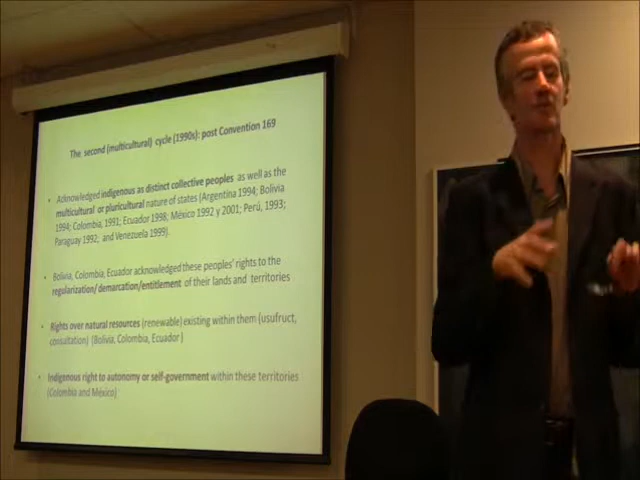 The second (multicultural) cycle (1990s): post Convention 169
• Acknowledged indigenous as distinct collective peoples as well as the
multicultural or pluricultural nature of states (Argentina 1994; Bolivia
1994; Colombia, 1991; Ecuador 1998; México 1992 y 2001; Perú, 1993;
Paraguay 1992; and Venezuela 1999).
• Bolivia, Colombia, Ecuador acknowledged these peoples' rights to the
regularization/ demarcation/entitlement of their lands and territories
• Rights over natural resources (renewable) existing within them (usufruct,
consultation) (Bolivia, Colombia, Ecuador)
• Indigenous right to autonomy or self-government within these territories
(Colombia and México)